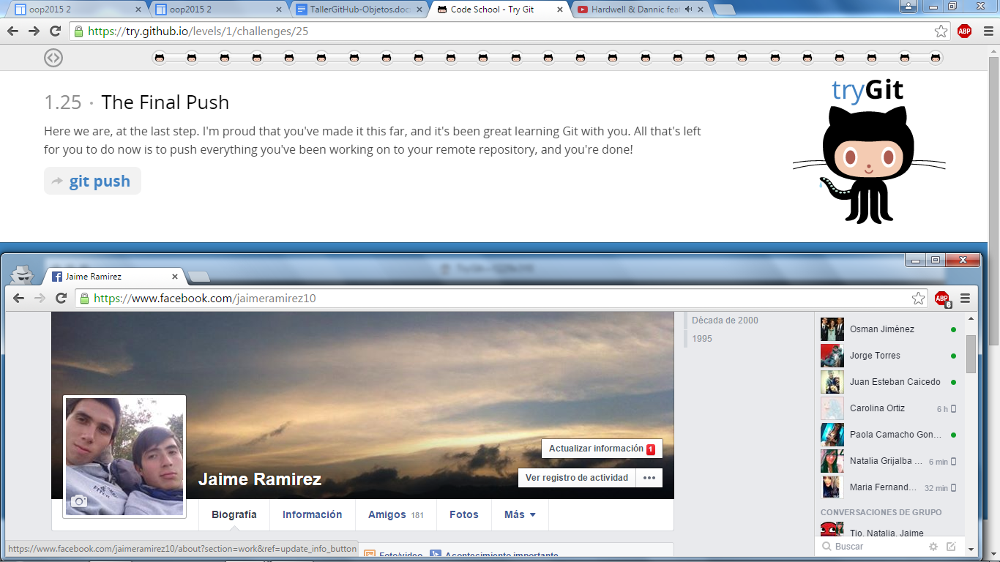 oop2015 2
oop2015 2
TallerGitHub-Objetos.doc
Code School - Try Git
Hardwell & Dannic fea
https://try.github.io/levels/1/challenges/25
ABP
1.25 · The Final Push
tryGit
Here we are, at the last step. I'm proud that you've made it this far, and it's been great learning Git with you. All that's left
for you to do now is to push everything you've been working on to your remote repository, and you're done!
git push
Jaime Ramirez
https://www.facebook.com/jaimeramirez10
ABP
Década de 2000
1995
Actualizar información 1
Jaime Ramirez
Ver registro de actividad
Biografía
Información
Amigos 181
Fotos
Más
Osman Jiménez
Jorge Torres
Juan Esteban Caicedo
Carolina Ortiz 6 h
Paola Camacho Gon...
Natalia Grijalba ... 6 min
Maria Fernand... 32 min
CONVERSACIONES DE GRUPO
Tio, Natalia, Jaime
Buscar
https://www.facebook.com/jaimeramirez10/about?section=work&ref=update_info_button
Foto/video
Acontecimiento importante